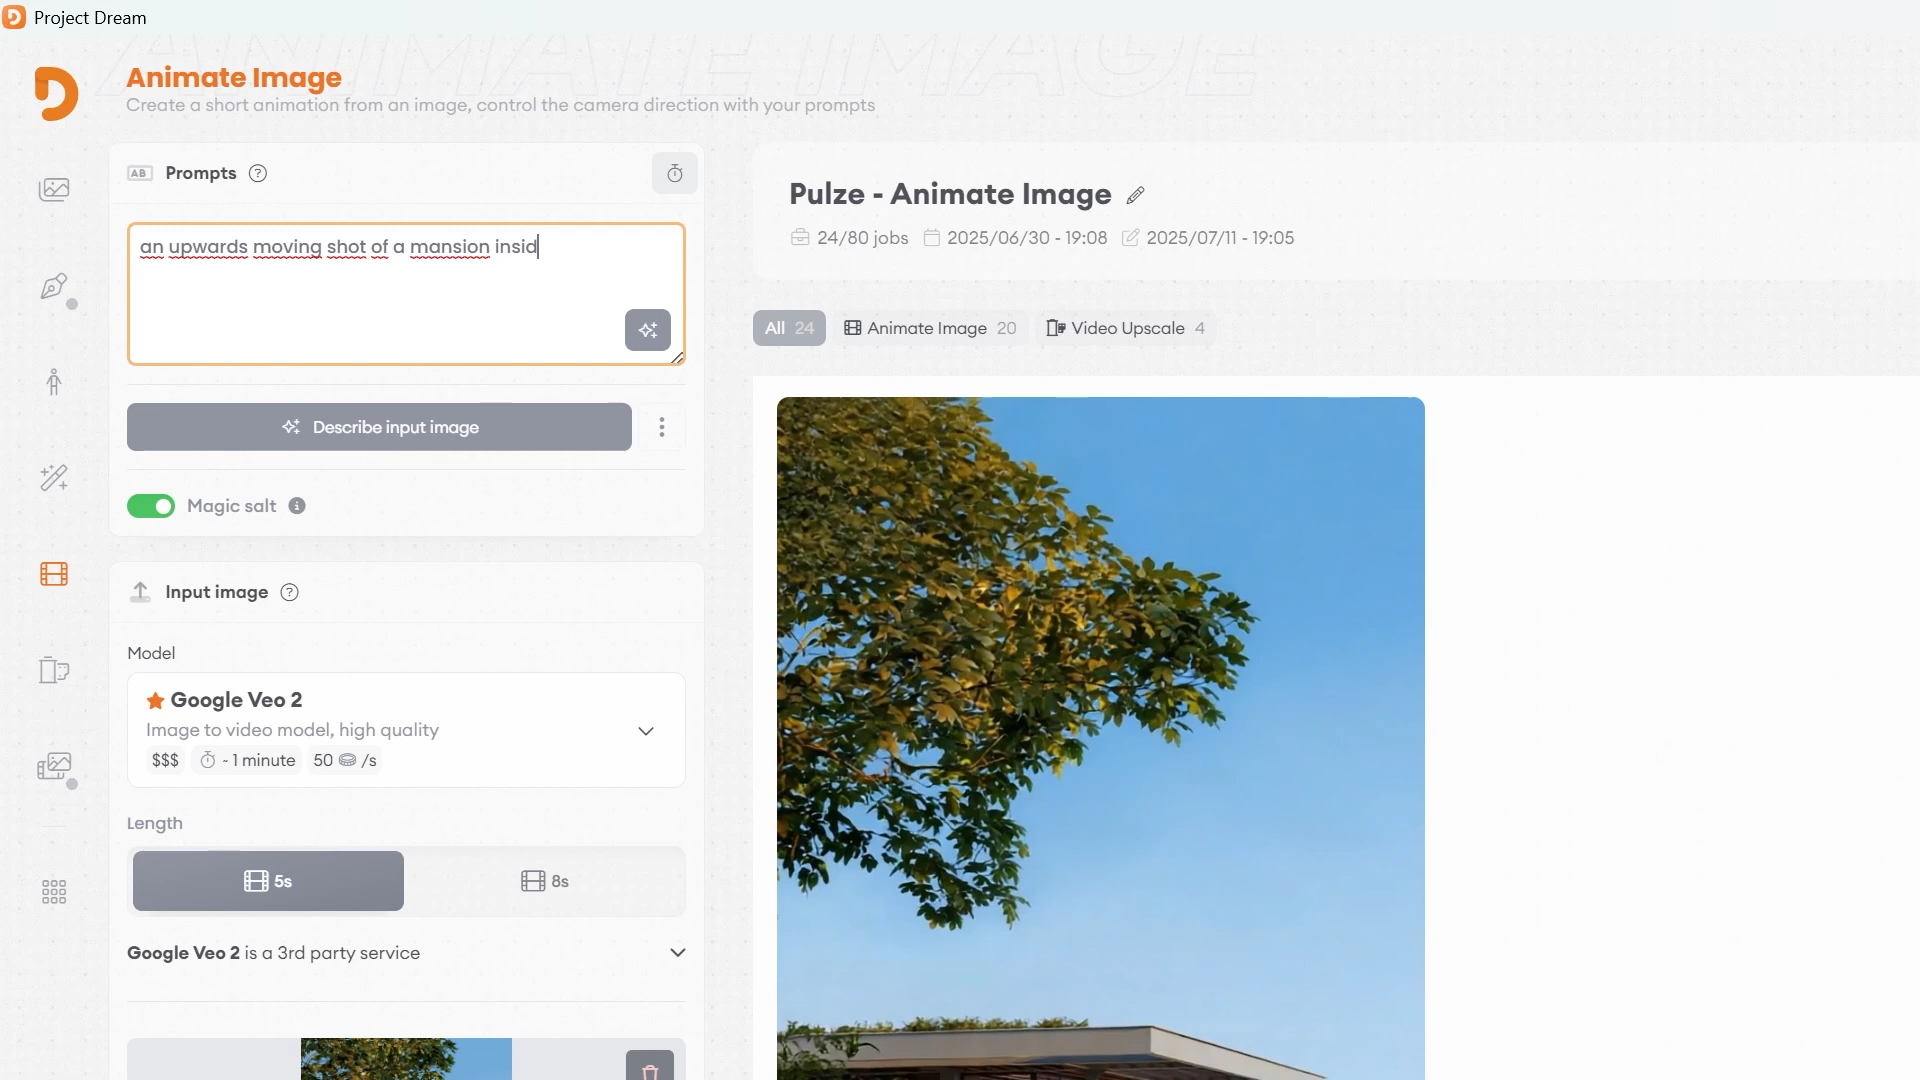 Project Dream
ANIMATE IMAGE
Animate Image
Create a short animation from an image, control the camera direction with your prompts
AB Prompts ?
an upwards moving shot of a mansion insid
Describe input image
Magic salt i
Input image ?
Model
Google Veo 2
Image to video model, high quality
$$$ ~ 1 minute 50 /s
Length
5s 8s
Google Veo 2 is a 3rd party service
Pulze - Animate Image
24/80 jobs 2025/06/30 - 19:08 2025/07/11 - 19:05
All 24 Animate Image 20 Video Upscale 4